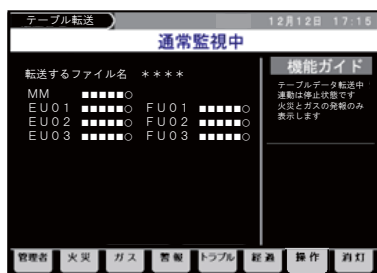 テーブル転送
12月12日 17:15
通常監視中
転送するファイル名 ＊＊＊＊
MM ■■■■■○
EU01 ■■■■■○ FU01 ■■■■■○
EU02 ■■■■■○ FU02 ■■■■■○
EU03 ■■■■■○ FU03 ■■■■■○
機能ガイド
テーブルデータ転送中
連動は停止状態です
火災とガスの発報のみ
表示します
管理者 火災 ガス 警報 トラブル 経過 操作 消灯